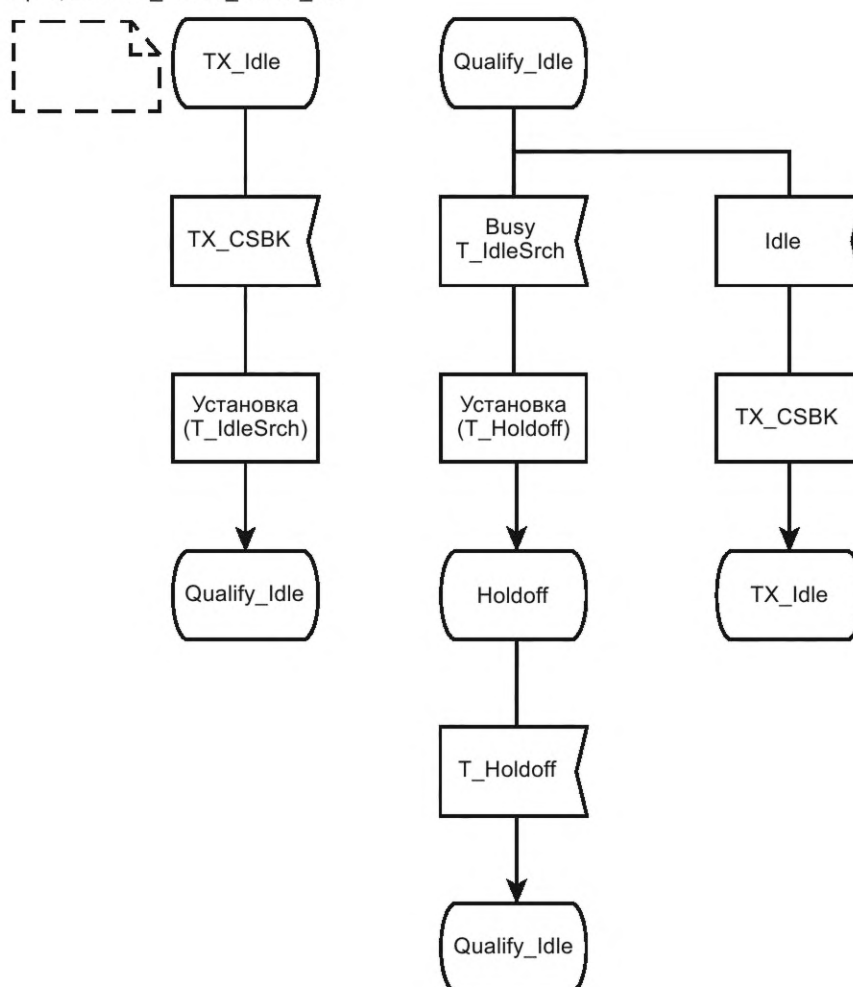 TX_Idle
Qualify_Idle
TX_CSBK
Busy
T_IdleSrch
Idle
Установка
(T_IdleSrch)
Установка
(T_Holdoff)
TX_CSBK
Qualify_Idle
Holdoff
TX_Idle
T_Holdoff
Qualify_Idle